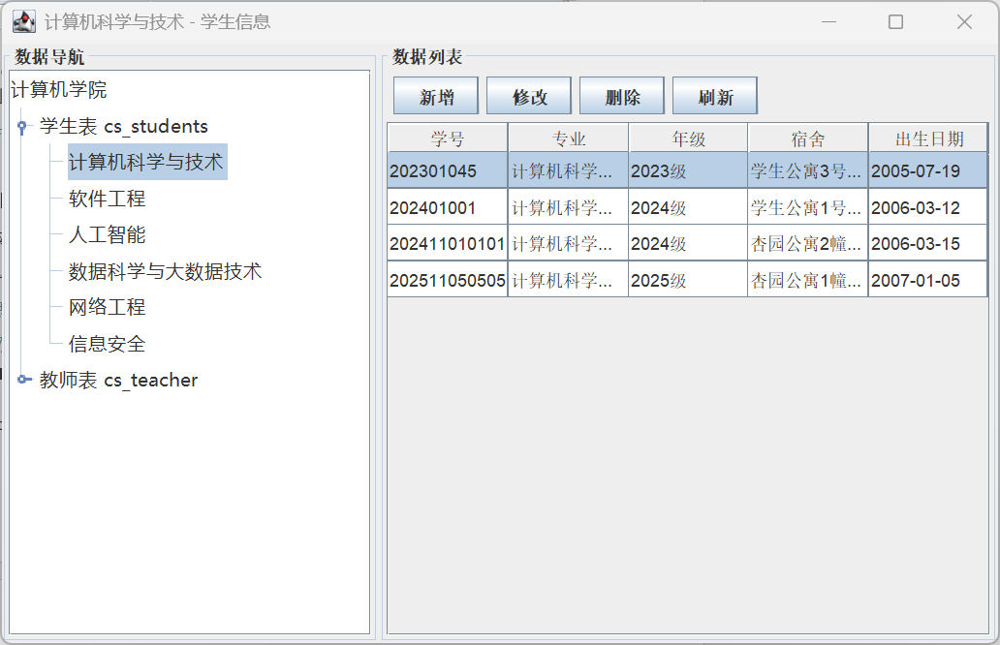 计算机科学与技术 - 学生信息
数据导航
计算机学院
学生表 cs_students
计算机科学与技术
软件工程
人工智能
数据科学与大数据技术
网络工程
信息安全
教师表 cs_teacher
数据列表
新增 修改 删除 刷新
学号 专业 年级 宿舍 出生日期
202301045 计算机科学... 2023级 学生公寓3号... 2005-07-19
202401001 计算机科学... 2024级 学生公寓1号... 2006-03-12
202411010101 计算机科学... 2024级 杏园公寓2幢... 2006-03-15
202511050505 计算机科学... 2025级 杏园公寓1幢... 2007-01-05